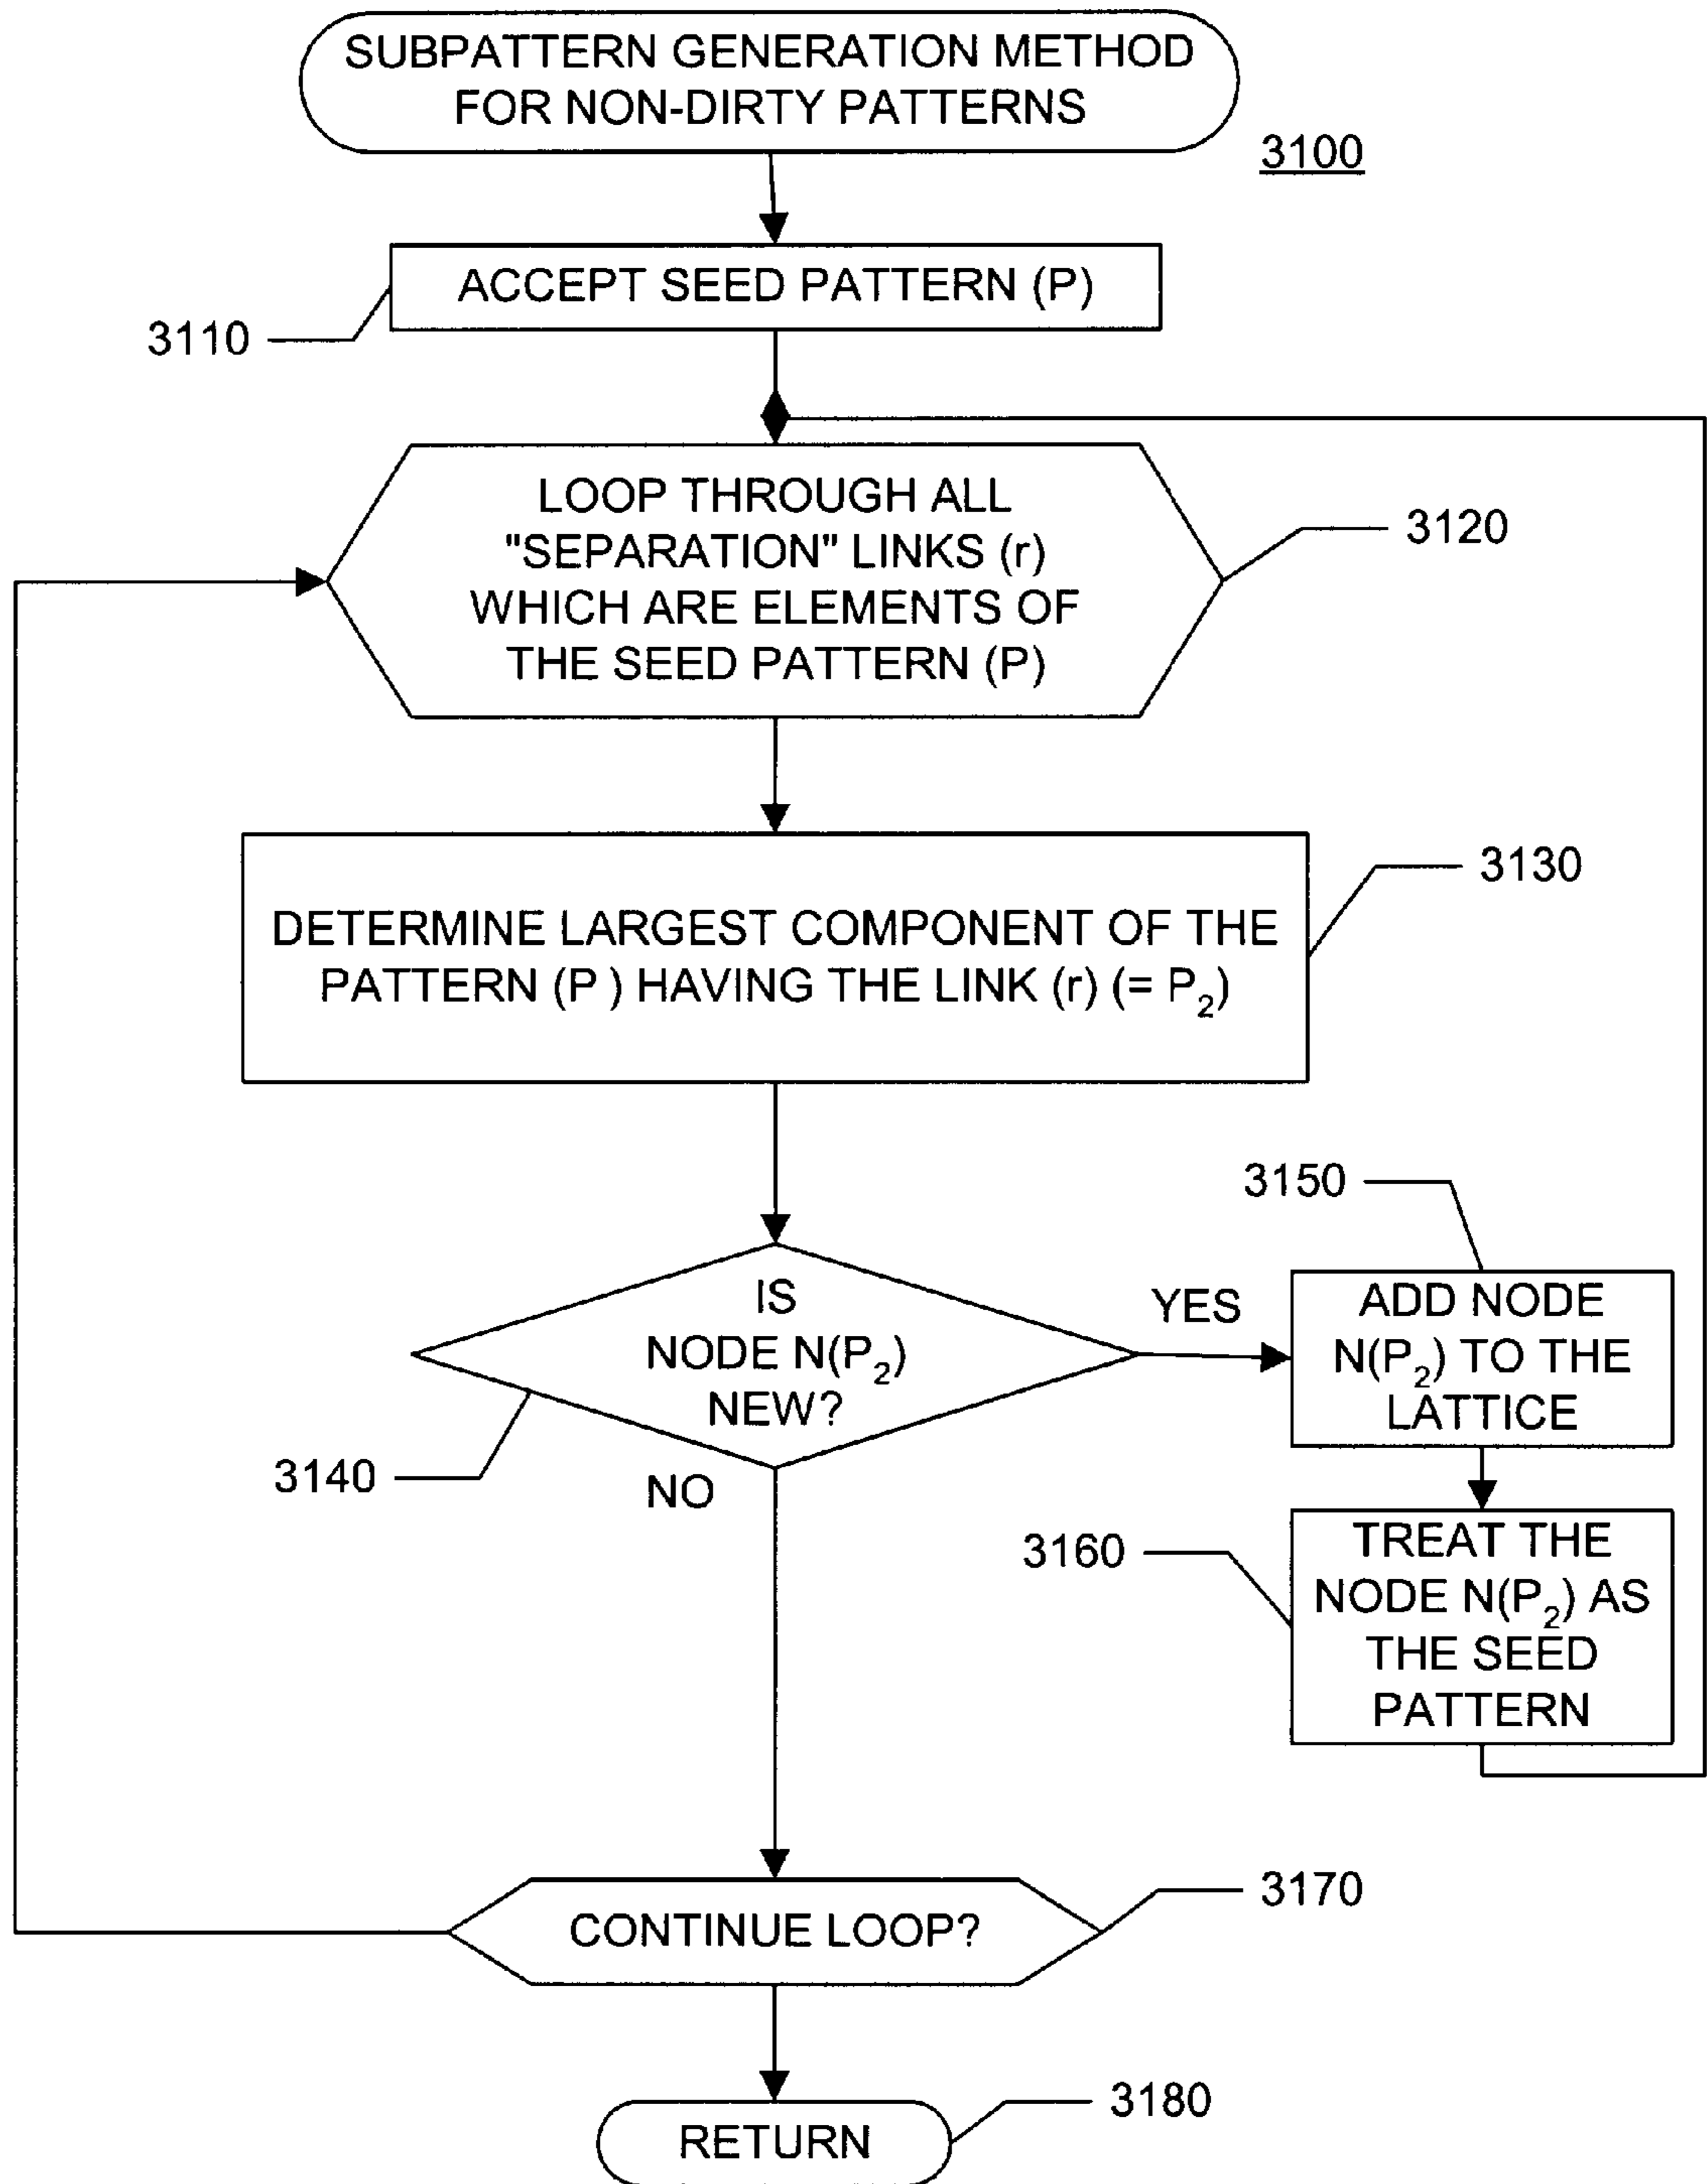 SUBPATTERN GENERATION METHOD
FOR NON-DIRTY PATTERNS
3100
ACCEPT SEED PATTERN (P)
3110
LOOP THROUGH ALL
"SEPARATION" LINKS (r)
WHICH ARE ELEMENTS OF
THE SEED PATTERN (P)
3120
3130
DETERMINE LARGEST COMPONENT OF THE
PATTERN (P ) HAVING THE LINK (r) (= P₂)
3150
IS
NODE N(P₂)
NEW?
YES
ADD NODE
N(P₂) TO THE
LATTICE
3140
NO
3160
TREAT THE
NODE N(P₂) AS
THE SEED
PATTERN
3170
CONTINUE LOOP?
3180
RETURN